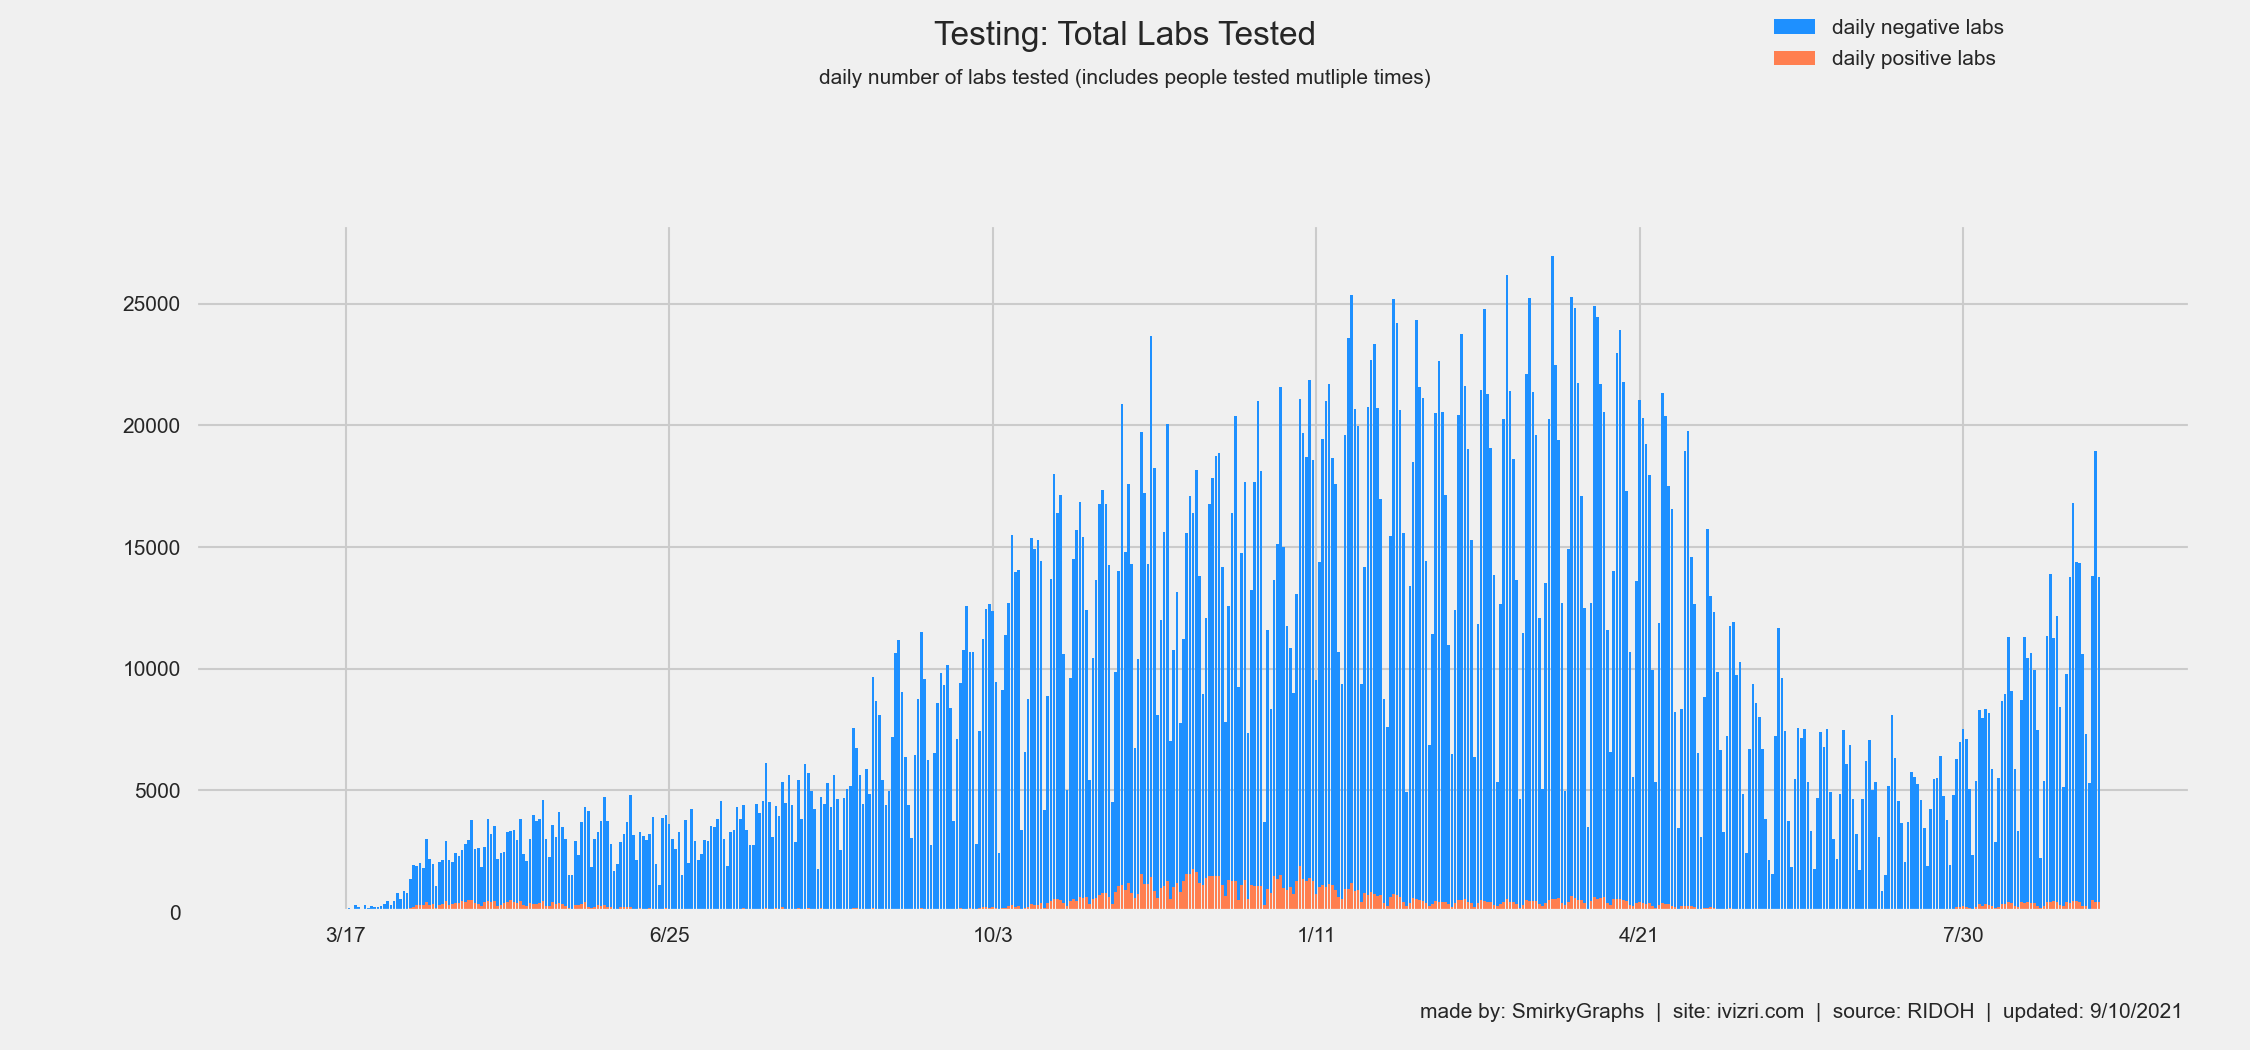 Testing: Total Labs Tested
daily number of labs tested (includes people tested mutliple times)
daily negative labs
daily positive labs
25000
20000
15000
10000
5000
0
3/17 6/25 10/3 1/11 4/21 7/30
made by: SmirkyGraphs | site: ivizri.com | source: RIDOH | updated: 9/10/2021